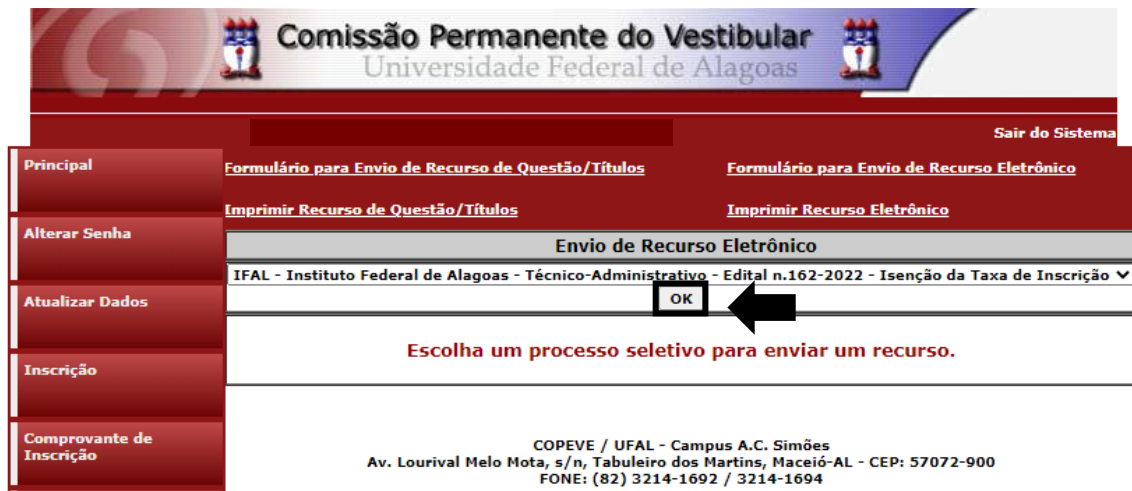 Comissão Permanente do Vestibular
Universidade Federal de Alagoas
Sair do Sistema
Principal
Alterar Senha
Atualizar Dados
Inscrição
Comprovante de
Inscrição
Formulário para Envio de Recurso de Questão/Títulos
Formulário para Envio de Recurso Eletrônico
Imprimir Recurso de Questão/Títulos
Imprimir Recurso Eletrônico
Envio de Recurso Eletrônico
IFAL - Instituto Federal de Alagoas - Técnico-Administrativo - Edital n.162-2022 - Isenção da Taxa de Inscrição
OK
Escolha um processo seletivo para enviar um recurso.
COPEVE / UFAL - Campus A.C. Simões
Av. Lourival Melo Mota, s/n, Tabuleiro dos Martins, Maceió-AL - CEP: 57072-900
FONE: (82) 3214-1692 / 3214-1694